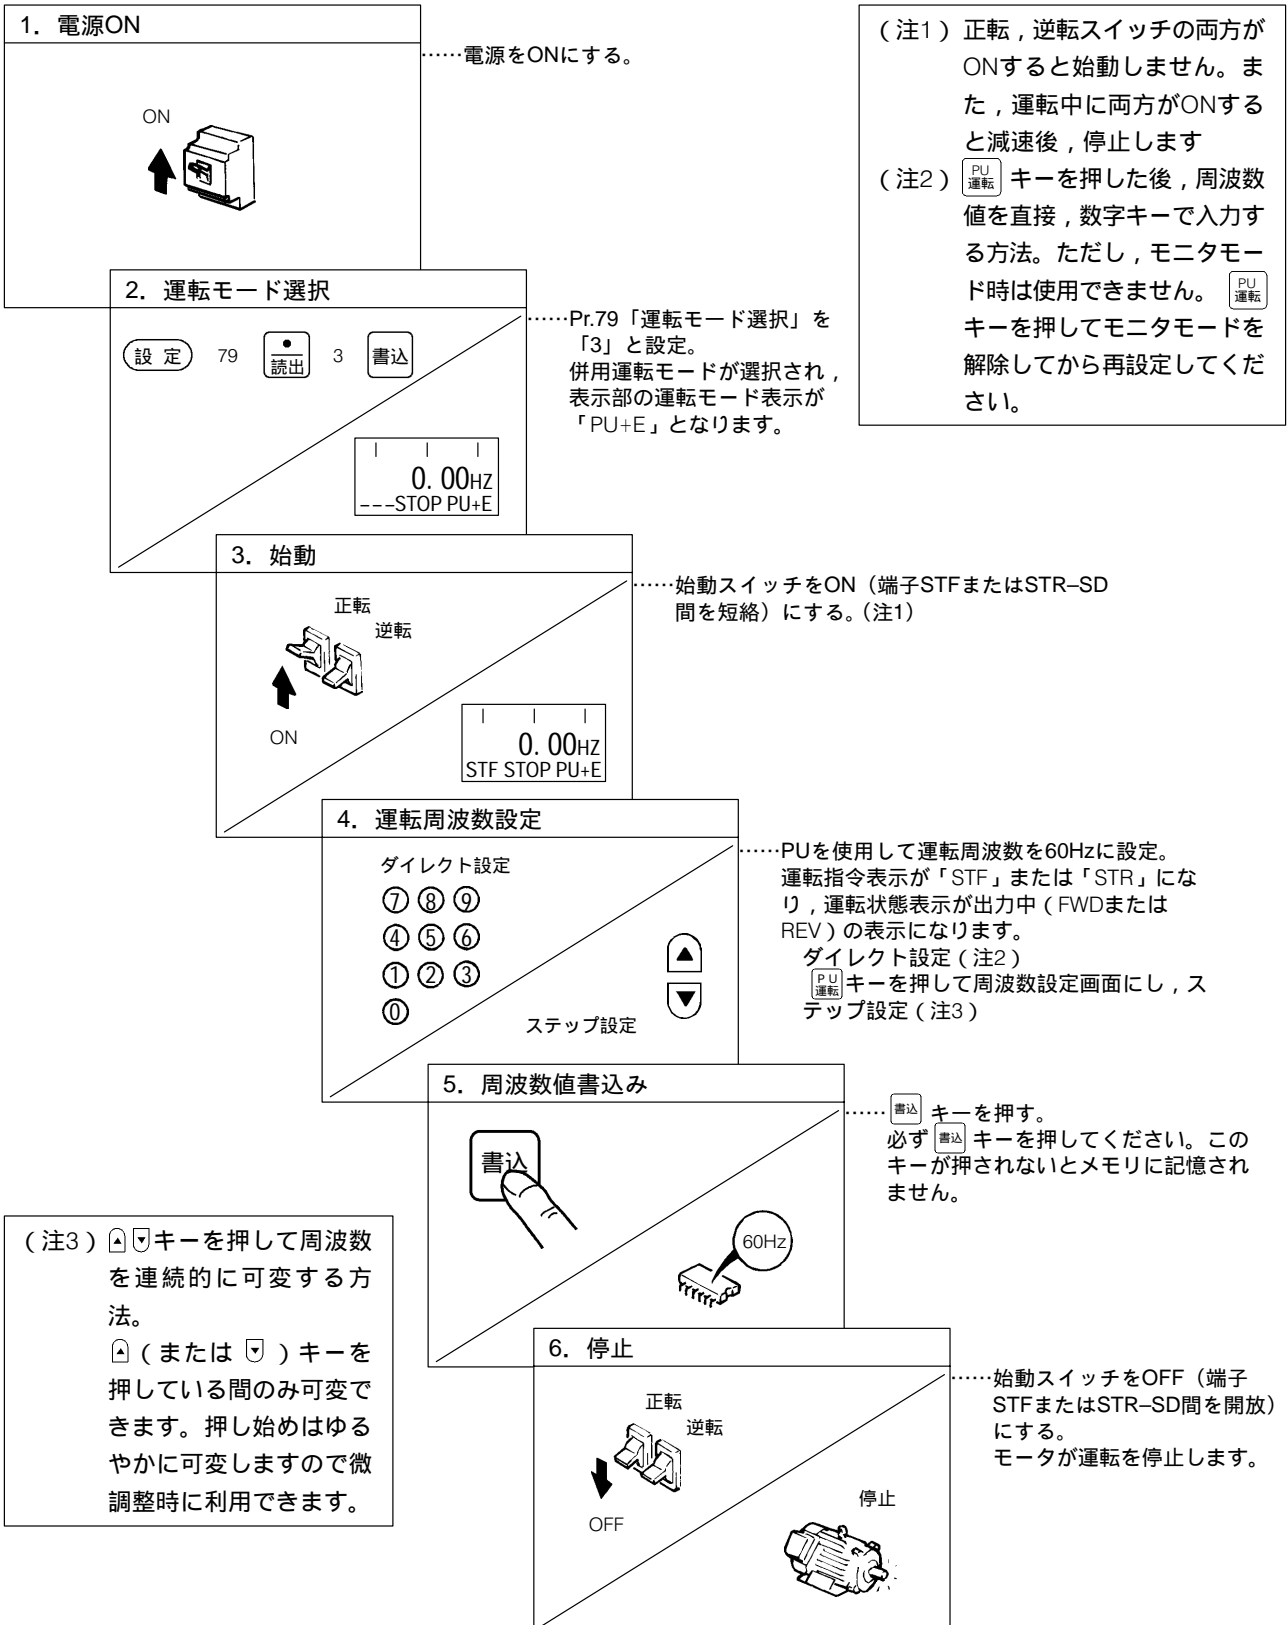 1. 電源ON
……電源をONにする。
ON
(注1)正転,逆転スイッチの両方が
ONすると始動しません。ま
た,運転中に両方がONする
と減速後,停止します
(注2) PU運転 キーを押した後,周波数
値を直接,数字キーで入力す
る方法。ただし,モニタモー
ド時は使用できません。 PU運転
キーを押してモニタモードを
解除してから再設定してくだ
さい。
2. 運転モード選択
設定 79 ●読出 3 書込
……Pr.79「運転モード選択」を
「3」と設定。
併用運転モードが選択され,
表示部の運転モード表示が
「PU+E」となります。
0.00HZ
---STOP PU+E
3. 始動
……始動スイッチをON(端子STFまたはSTR–SD
間を短絡)にする。(注1)
正転
逆転
ON
0.00HZ
STF STOP PU+E
4. 運転周波数設定
……PUを使用して運転周波数を60Hzに設定。
運転指令表示が「STF」または「STR」にな
り,運転状態表示が出力中(FWDまたは
REV)の表示になります。
ダイレクト設定(注2)
PU運転キーを押して周波数設定画面にし,ス
テップ設定(注3)
ダイレクト設定
⑦⑧⑨
④⑤⑥
①②③
⓪
▲
▼
ステップ設定
5. 周波数値書込み
…… 書込 キーを押す。
必ず 書込 キーを押してください。この
キーが押されないとメモリに記憶され
ません。
書込
60Hz
(注3)▲▼キーを押して周波数
を連続的に可変する方
法。
▲(または ▼ )キーを
押している間のみ可変で
きます。押し始めはゆる
やかに可変しますので微
調整時に利用できます。
6. 停止
……始動スイッチをOFF(端子
STFまたはSTR–SD間を開放)
にする。
モータが運転を停止します。
正転
逆転
OFF
停止